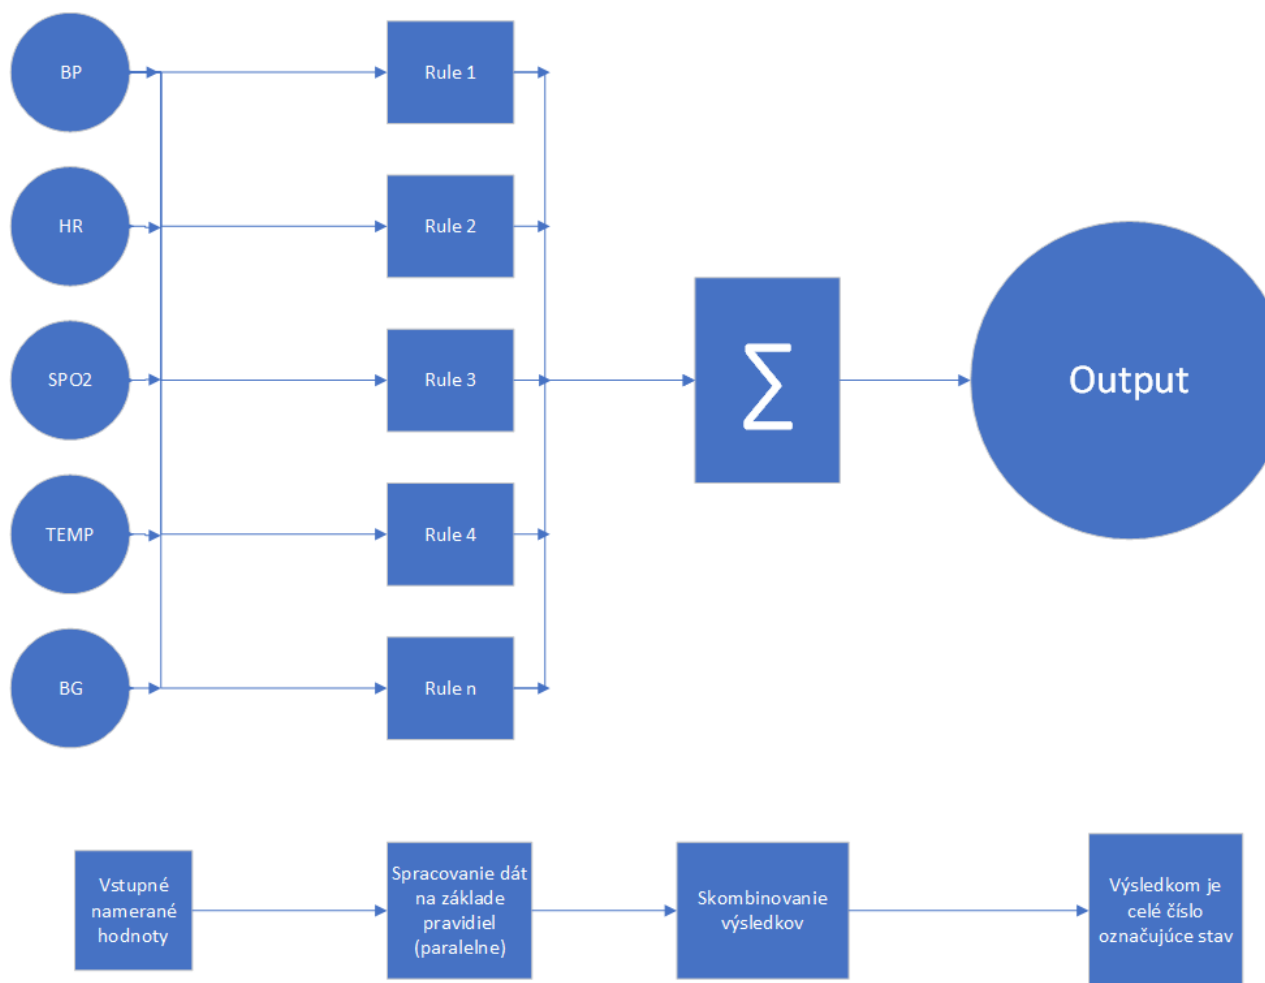 BP
Rule 1
HR
Rule 2
SPO2
Rule 3
∑
Output
TEMP
Rule 4
BG
Rule n
Vstupné
namerané
hodnoty
Spracovanie dát
na základe
pravidiel
(paralelne)
Skombinovanie
výsledkov
Výsledkom je
celé číslo
označujúce stav